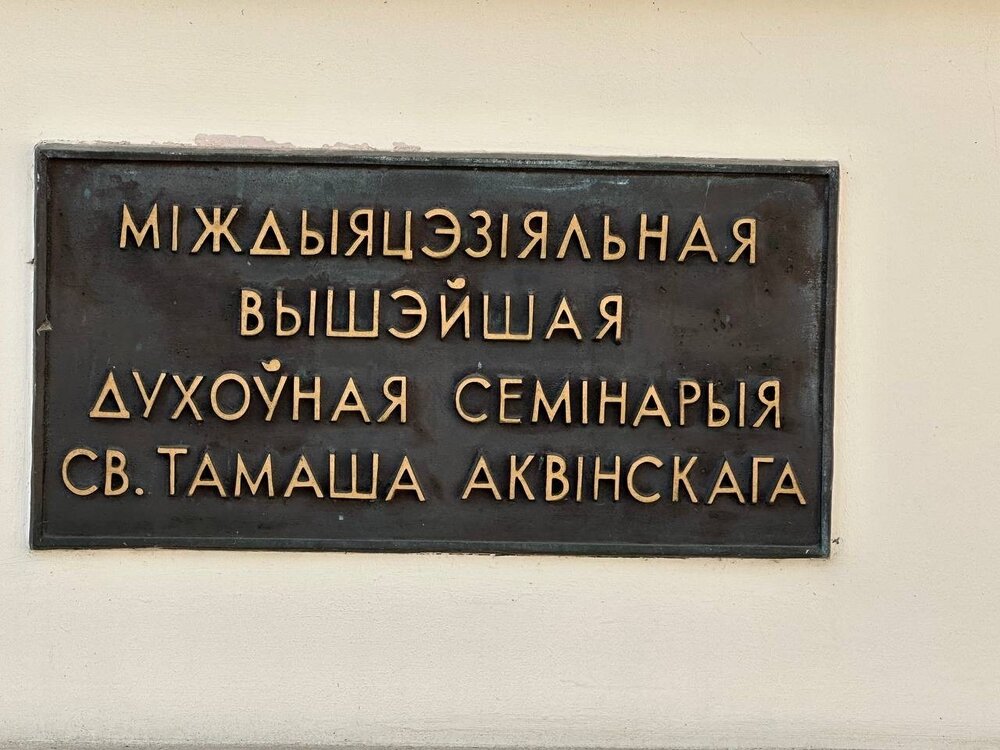 МІЖДЫЯЦЭЗІЯЛЬНАЯ
ВЫШЭЙШАЯ
ДУХОЎНАЯ СЕМІНАРЫЯ
СВ. ТАМАША АКВІНСКАГА